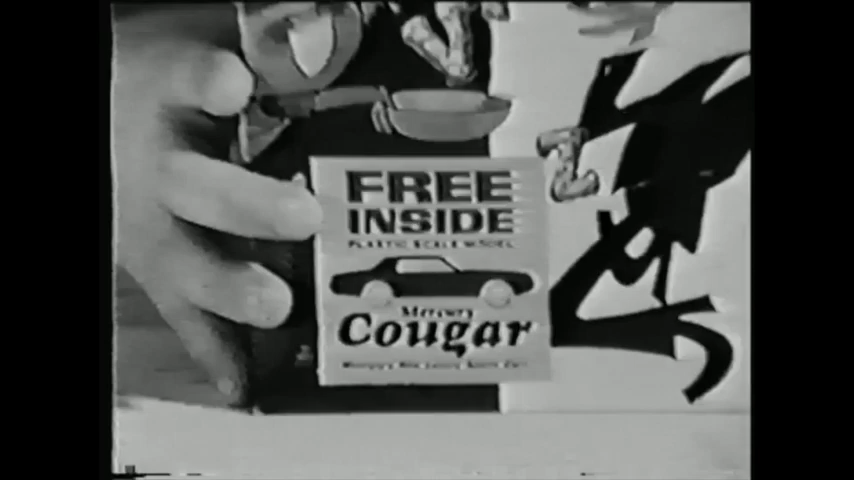 FREE
INSIDE
PLASTIC SCALE MODEL
Mercury
Cougar